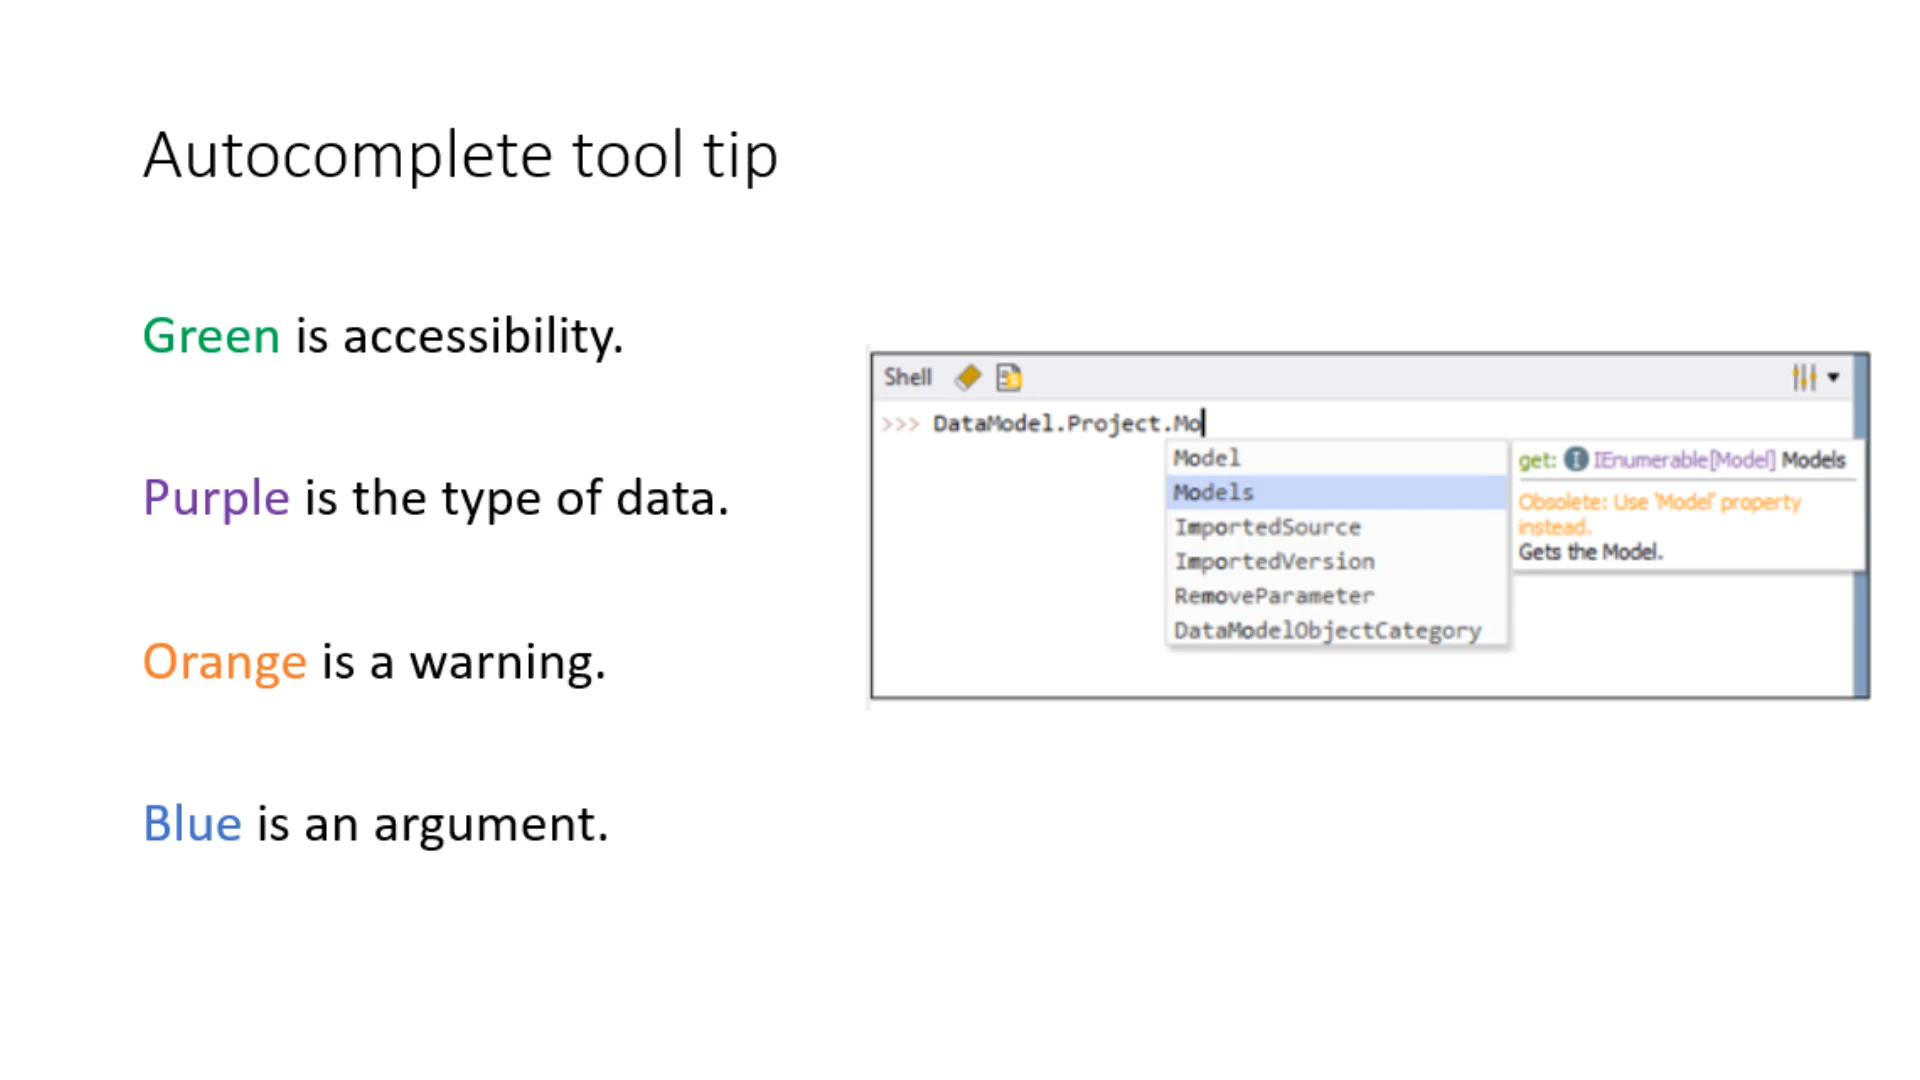 Autocomplete tool tip
Green is accessibility.
Purple is the type of data.
Orange is a warning.
Blue is an argument.
Shell
>>> DataModel.Project.Mo
Model
Models
ImportedSource
ImportedVersion
RemoveParameter
DataModelObjectCategory
get: I IEnumerable[Model] Models
Obsolete: Use 'Model' property
instead.
Gets the Model.